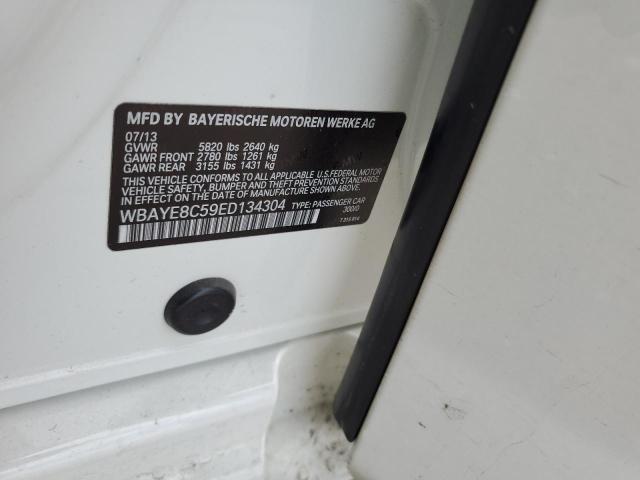 MFD BY BAYERISCHE MOTOREN WERKE AG
07/13
GVWR 5820 lbs 2640 kg
GAWR FRONT 2780 lbs 1261 kg
GAWR REAR 3155 lbs 1431 kg
THIS VEHICLE CONFORMS TO ALL APPLICABLE U.S. FEDERAL MOTOR
VEHICLE SAFETY, BUMPER AND THEFT PREVENTION STANDARDS
IN EFFECT ON THE DATE OF MANUFACTURE SHOWN ABOVE.
WBAYE8C59ED134304 TYPE: PASSENGER CAR
300/0